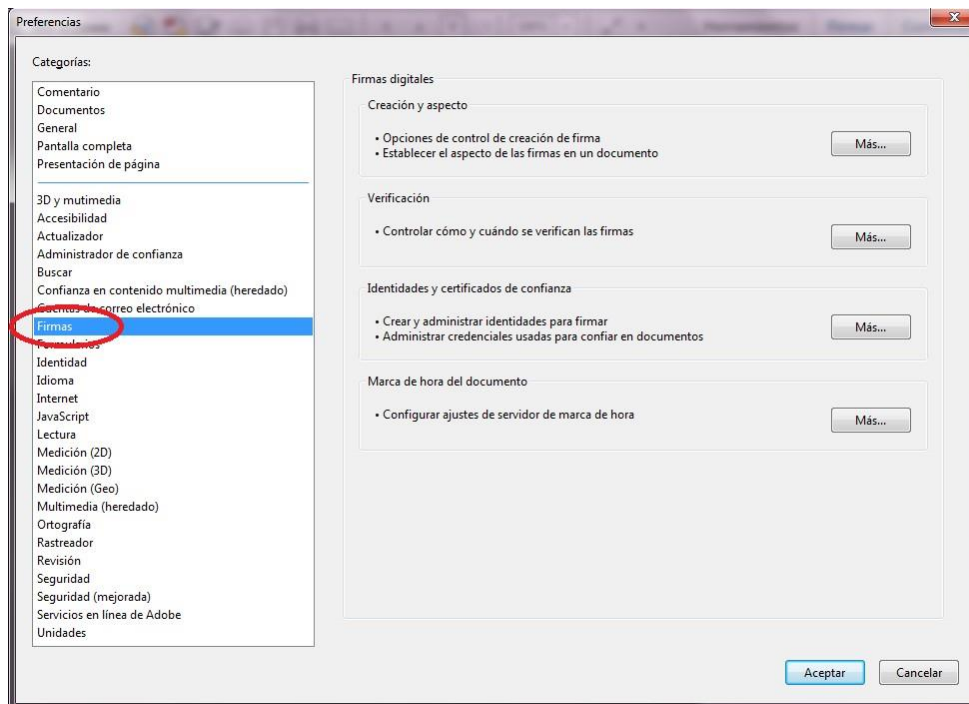 Preferencias
Categorías:
Comentario
Documentos
General
Pantalla completa
Presentación de página
3D y mutimedia
Accesibilidad
Actualizador
Administrador de confianza
Buscar
Confianza en contenido multimedia (heredado)
Cuentas de correo electrónico
Firmas
Formularios
Identidad
Idioma
Internet
JavaScript
Lectura
Medición (2D)
Medición (3D)
Medición (Geo)
Multimedia (heredado)
Ortografía
Rastreador
Revisión
Seguridad
Seguridad (mejorada)
Servicios en línea de Adobe
Unidades
Firmas digitales
Creación y aspecto
• Opciones de control de creación de firma
• Establecer el aspecto de las firmas en un documento
Más...
Verificación
• Controlar cómo y cuándo se verifican las firmas
Más...
Identidades y certificados de confianza
• Crear y administrar identidades para firmar
• Administrar credenciales usadas para confiar en documentos
Más...
Marca de hora del documento
• Configurar ajustes de servidor de marca de hora
Más...
Aceptar
Cancelar